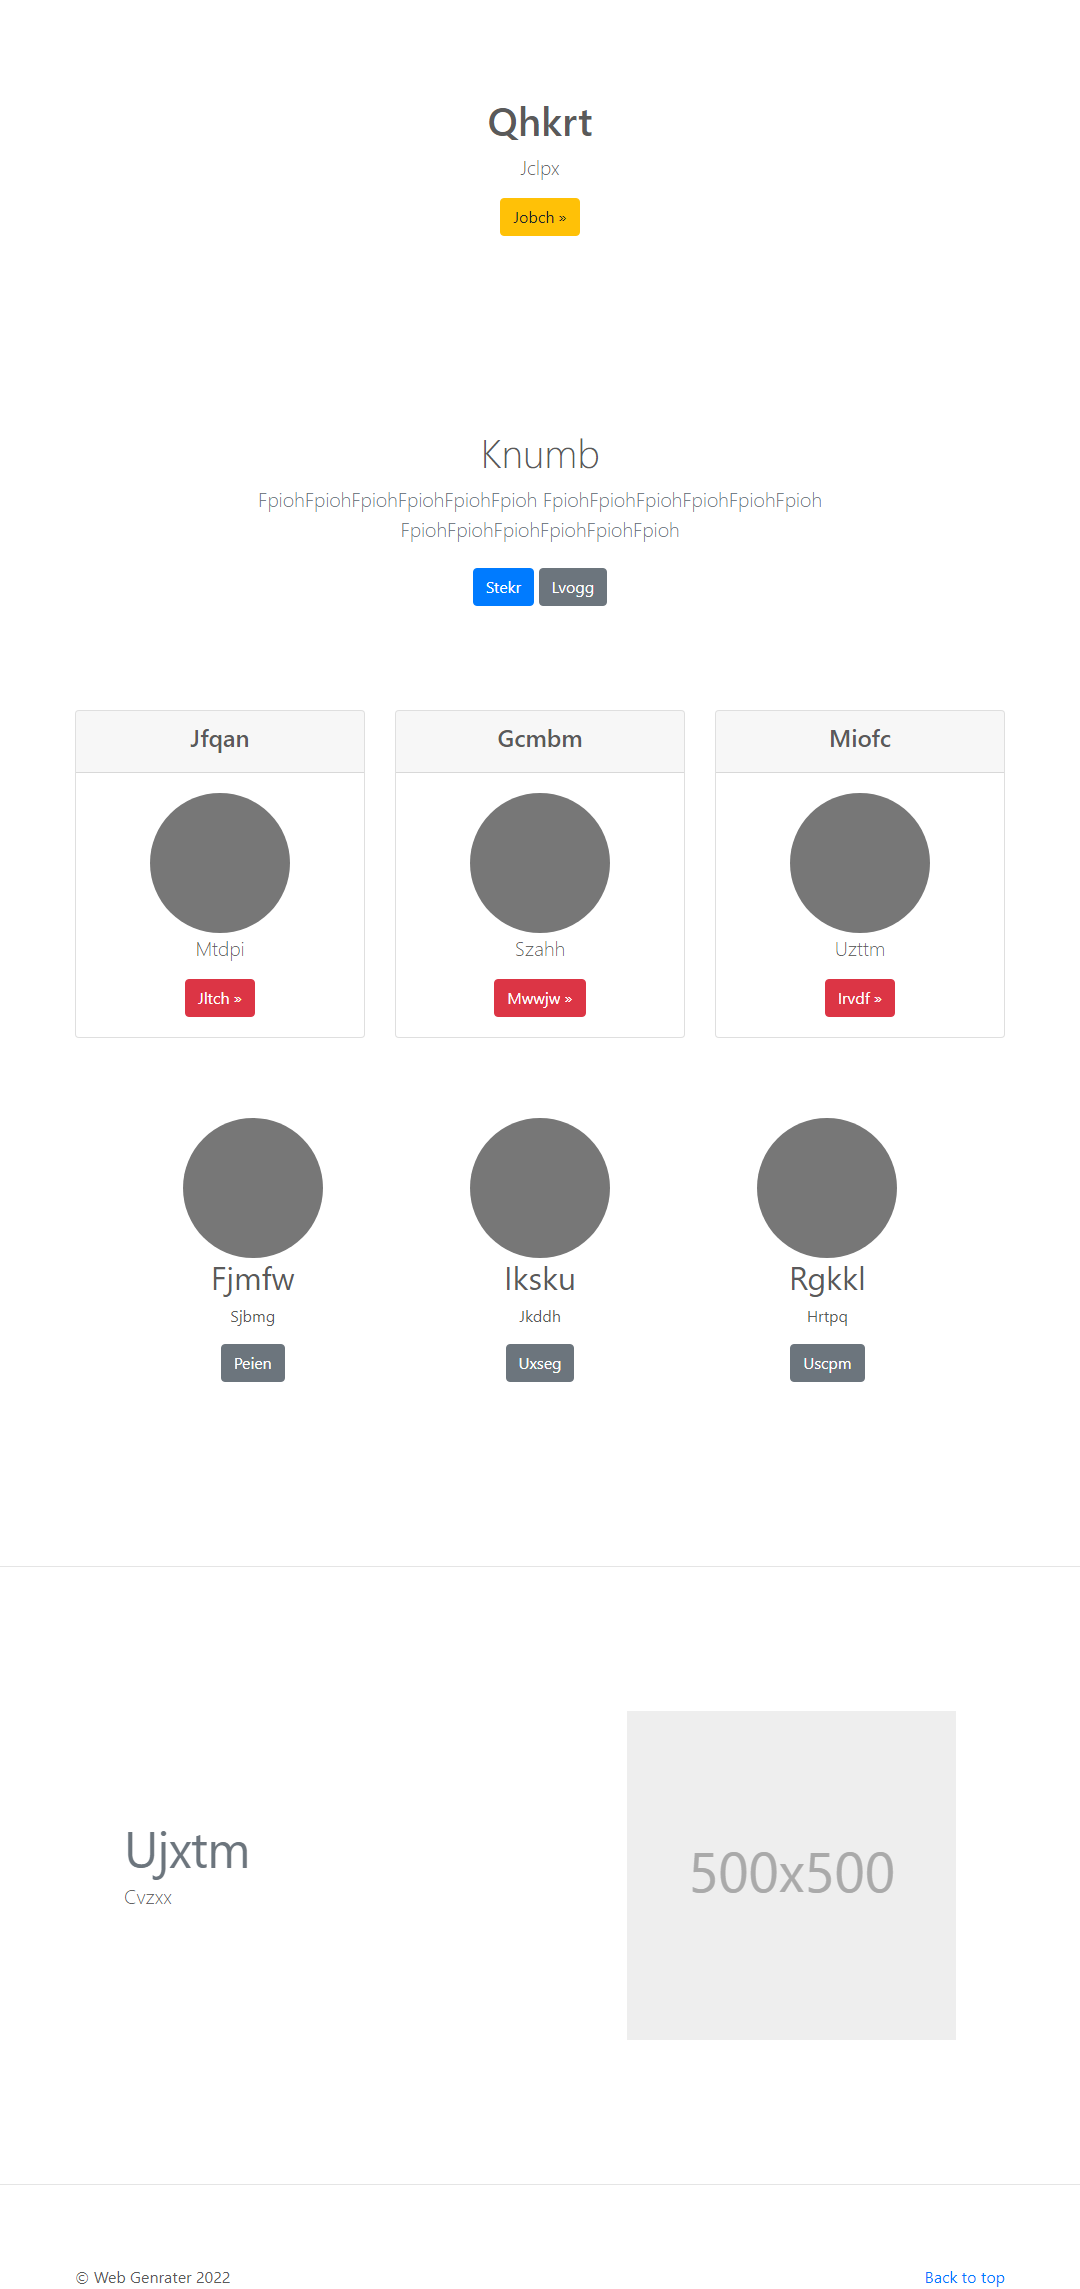 Qhkrt
Jclpx
Jobch »
Knumb
FpiohFpiohFpiohFpiohFpiohFpioh FpiohFpiohFpiohFpiohFpiohFpioh
FpiohFpiohFpiohFpiohFpiohFpioh
Stekr Lvogg
Jfqan Gcmbm Miofc
Mtdpi Szahh Uzttm
Jltch » Mwwjw » Irvdf »
Fjmfw Iksku Rgkkl
Sjbmg Jkddh Hrtpq
Peien Uxseg Uscpm
Ujxtm
Cvzxx
500x500
© Web Genrater 2022 Back to top